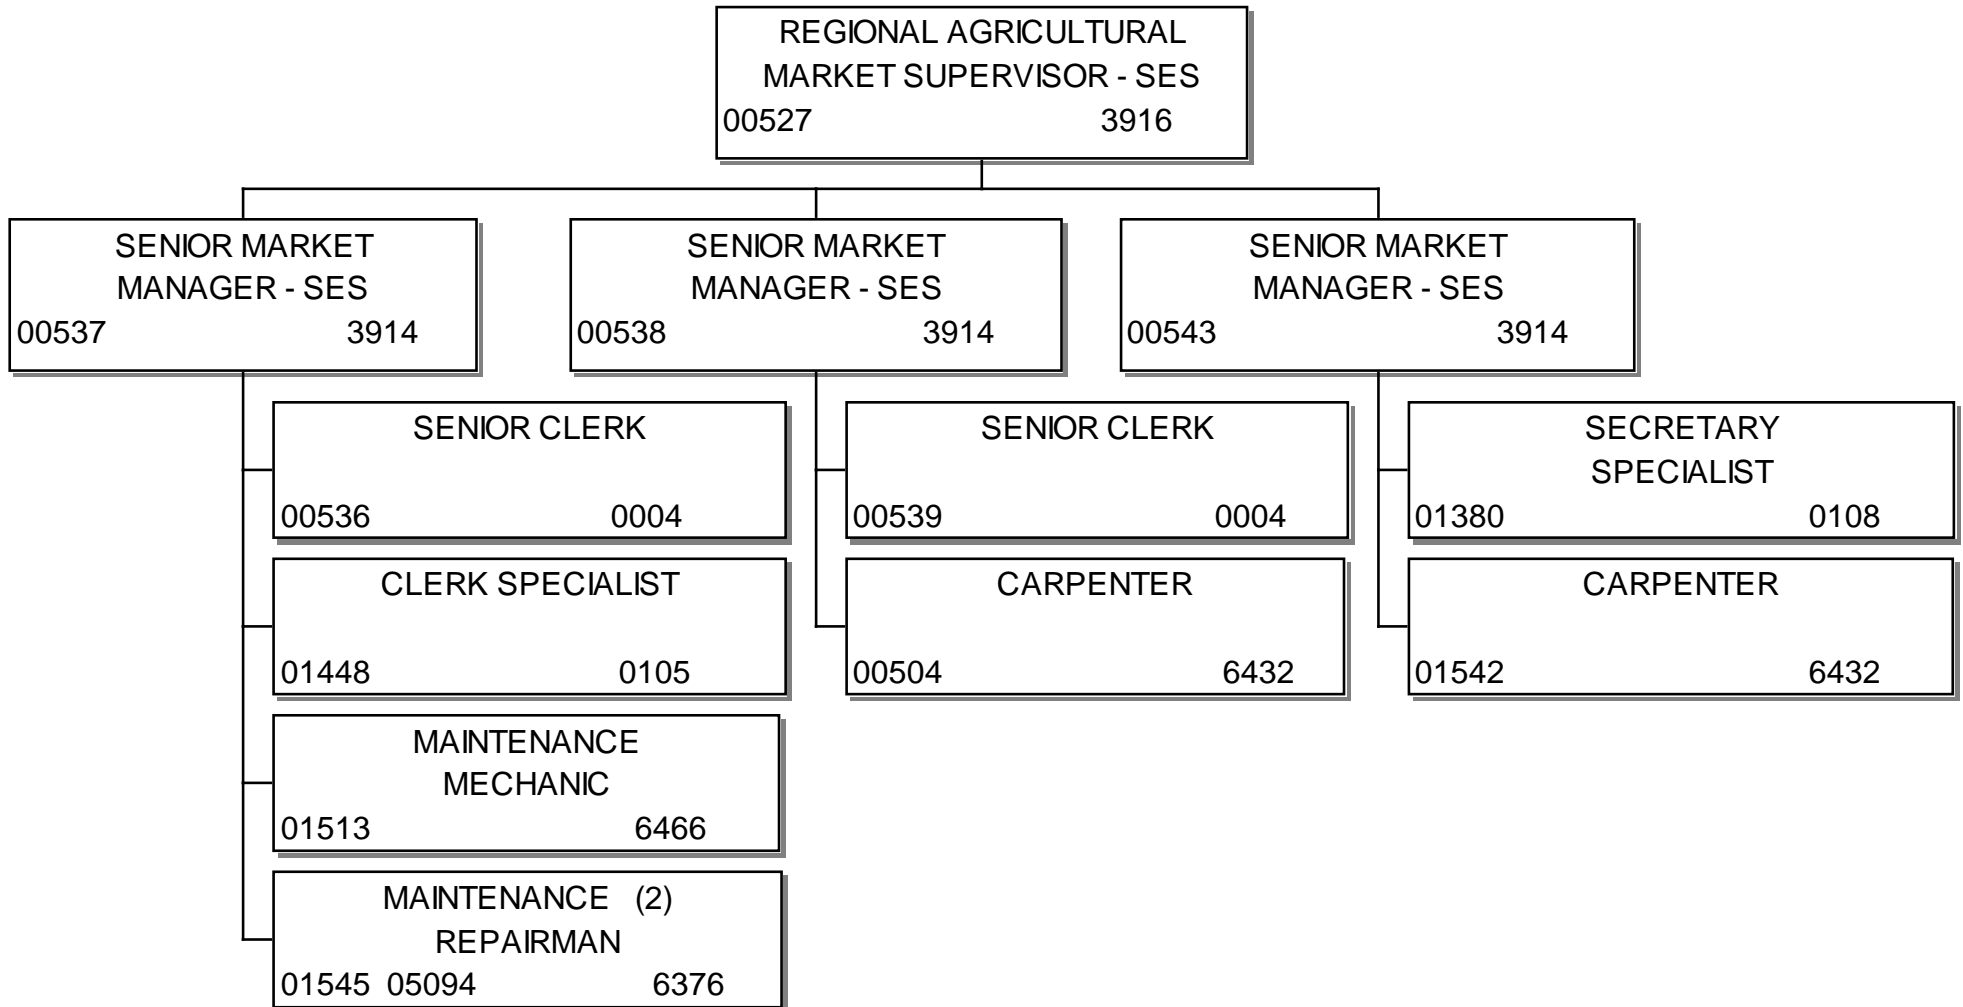 REGIONAL AGRICULTURAL
MARKET SUPERVISOR - SES
00527 3916
SENIOR MARKET
MANAGER - SES
00537 3914
SENIOR MARKET
MANAGER - SES
00538 3914
SENIOR MARKET
MANAGER - SES
00543 3914
SENIOR CLERK
00536 0004
CLERK SPECIALIST
01448 0105
MAINTENANCE
MECHANIC
01513 6466
MAINTENANCE (2)
REPAIRMAN
01545 05094 6376
SENIOR CLERK
00539 0004
CARPENTER
00504 6432
SECRETARY
SPECIALIST
01380 0108
CARPENTER
01542 6432